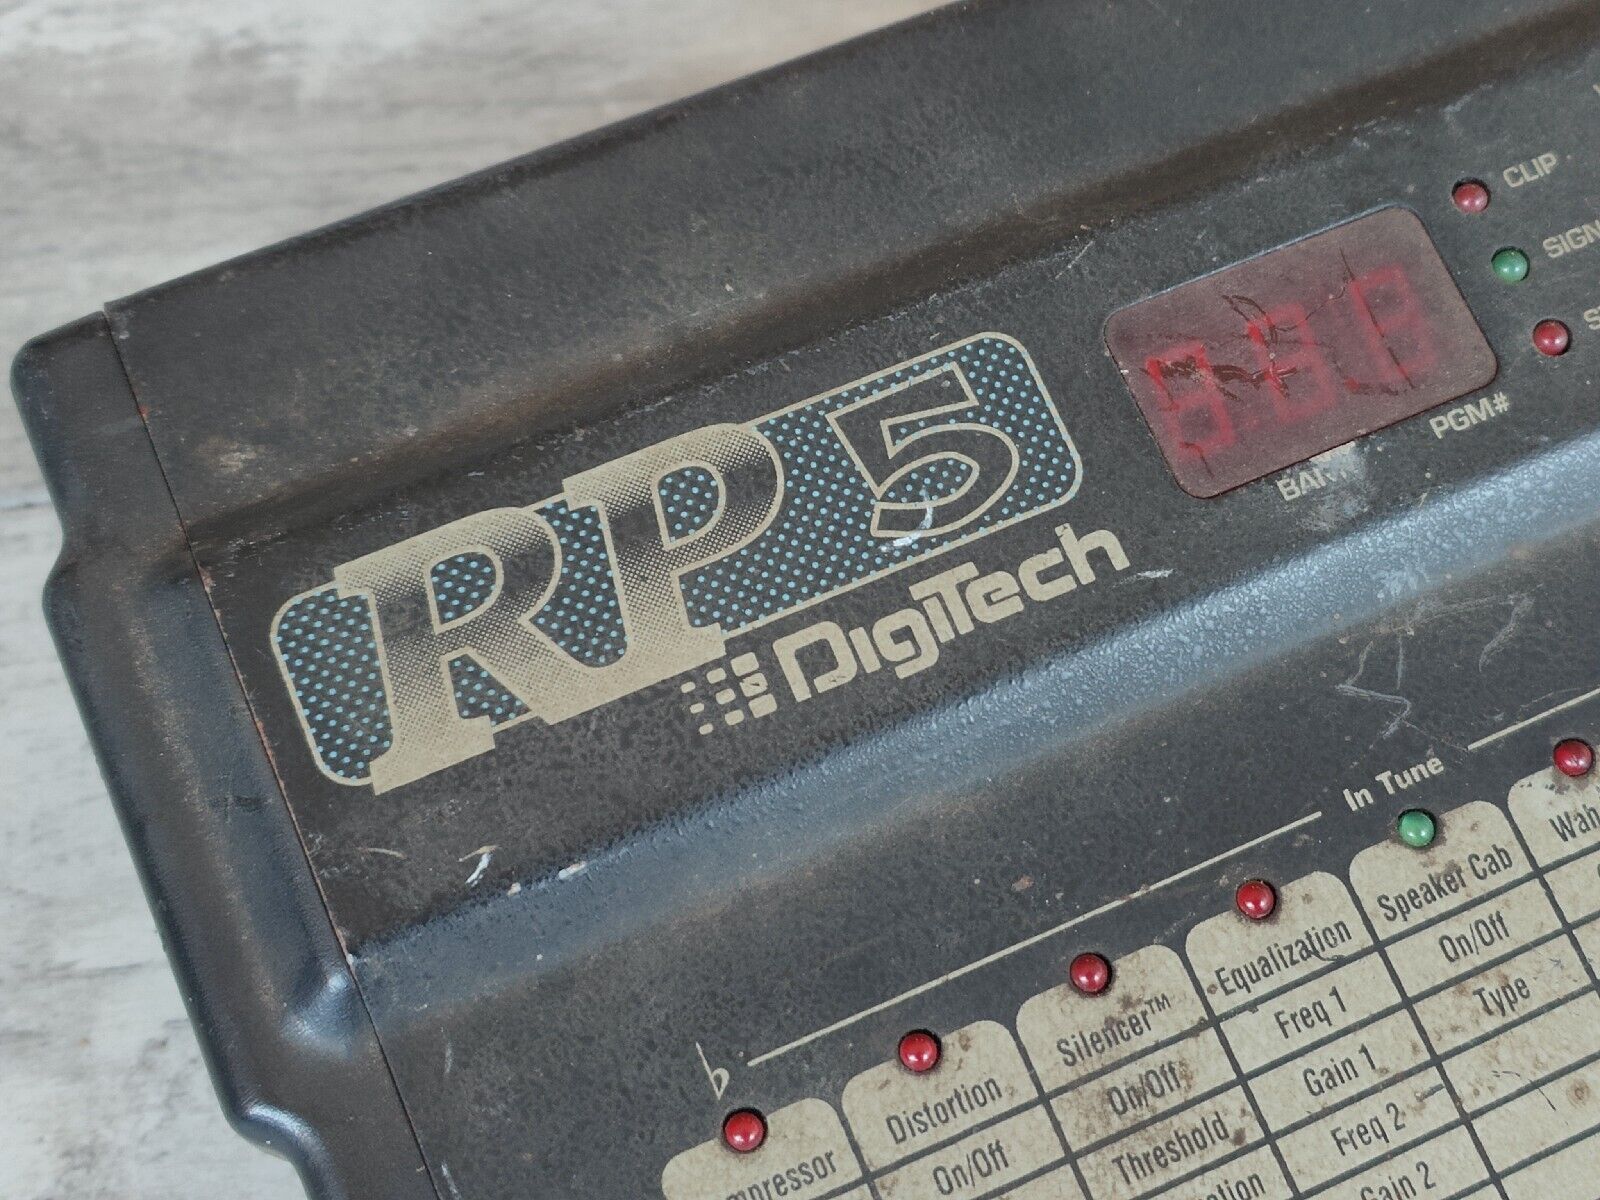 CLIP
PGM#
RP5
DigiTech
In Tune
♭
Wah
Speaker Cab
On/Off
Type
Equalization
Freq 1
Gain 1
Freq 2
Gain 2
Silencer™
On/Off
Threshold
Distortion
On/Off